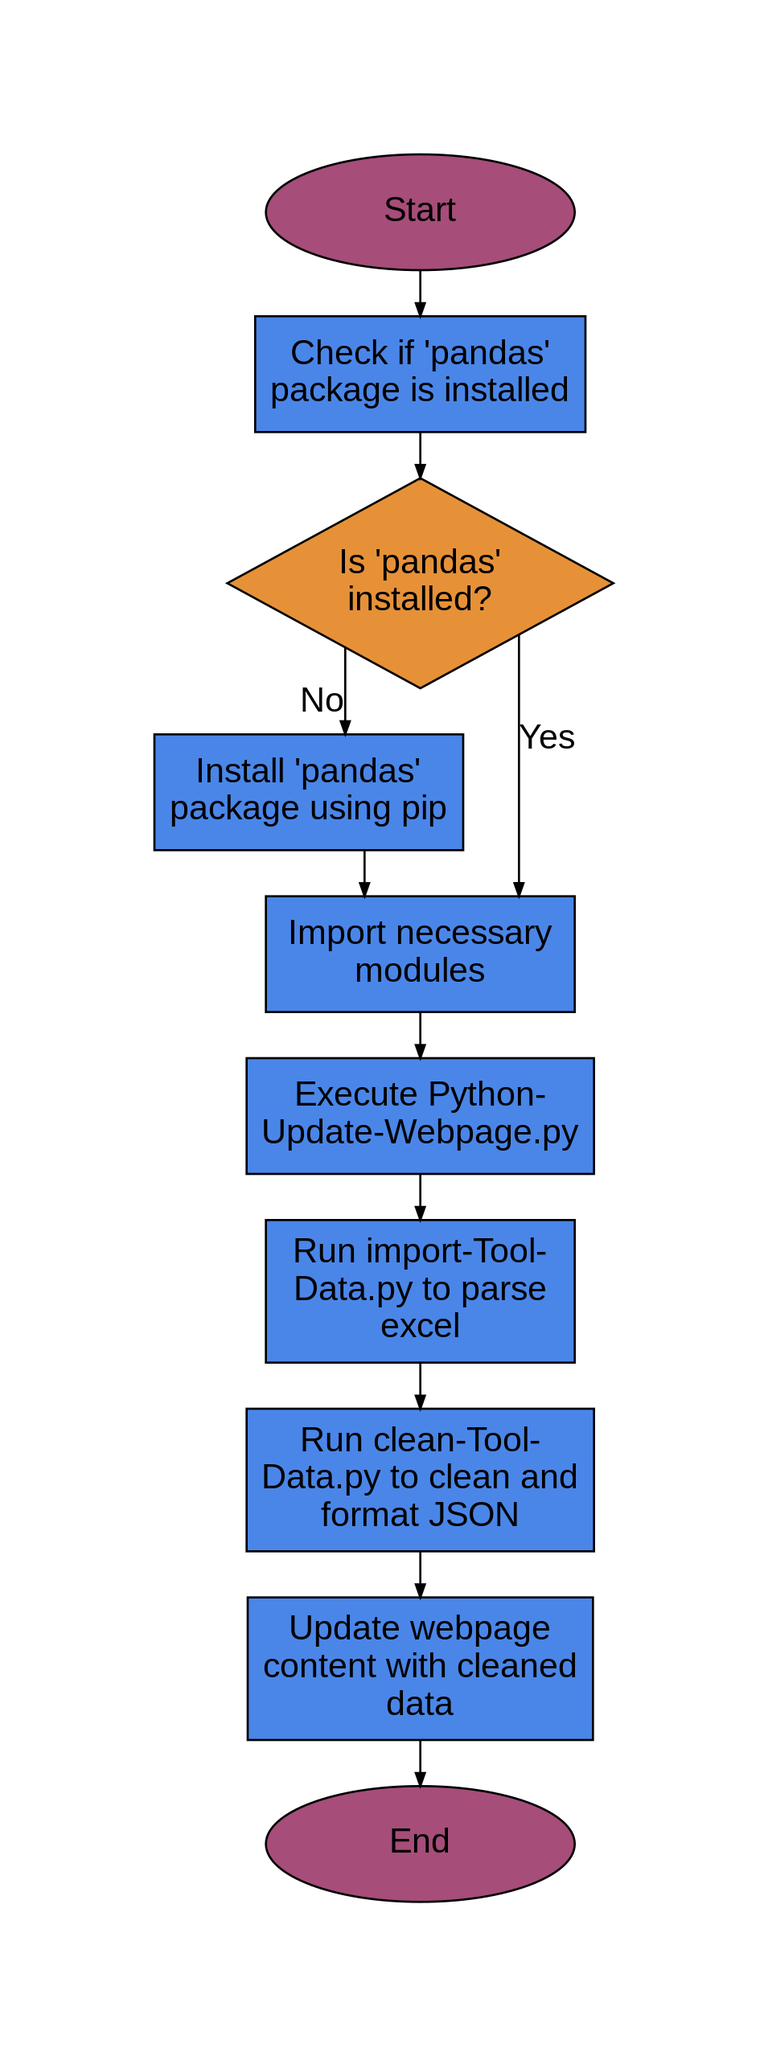 Start
Check if 'pandas'
package is installed
Is 'pandas'
installed?
No
Yes
Install 'pandas'
package using pip
Import necessary
modules
Execute Python-
Update-Webpage.py
Run import-Tool-
Data.py to parse
excel
Run clean-Tool-
Data.py to clean and
format JSON
Update webpage
content with cleaned
data
End